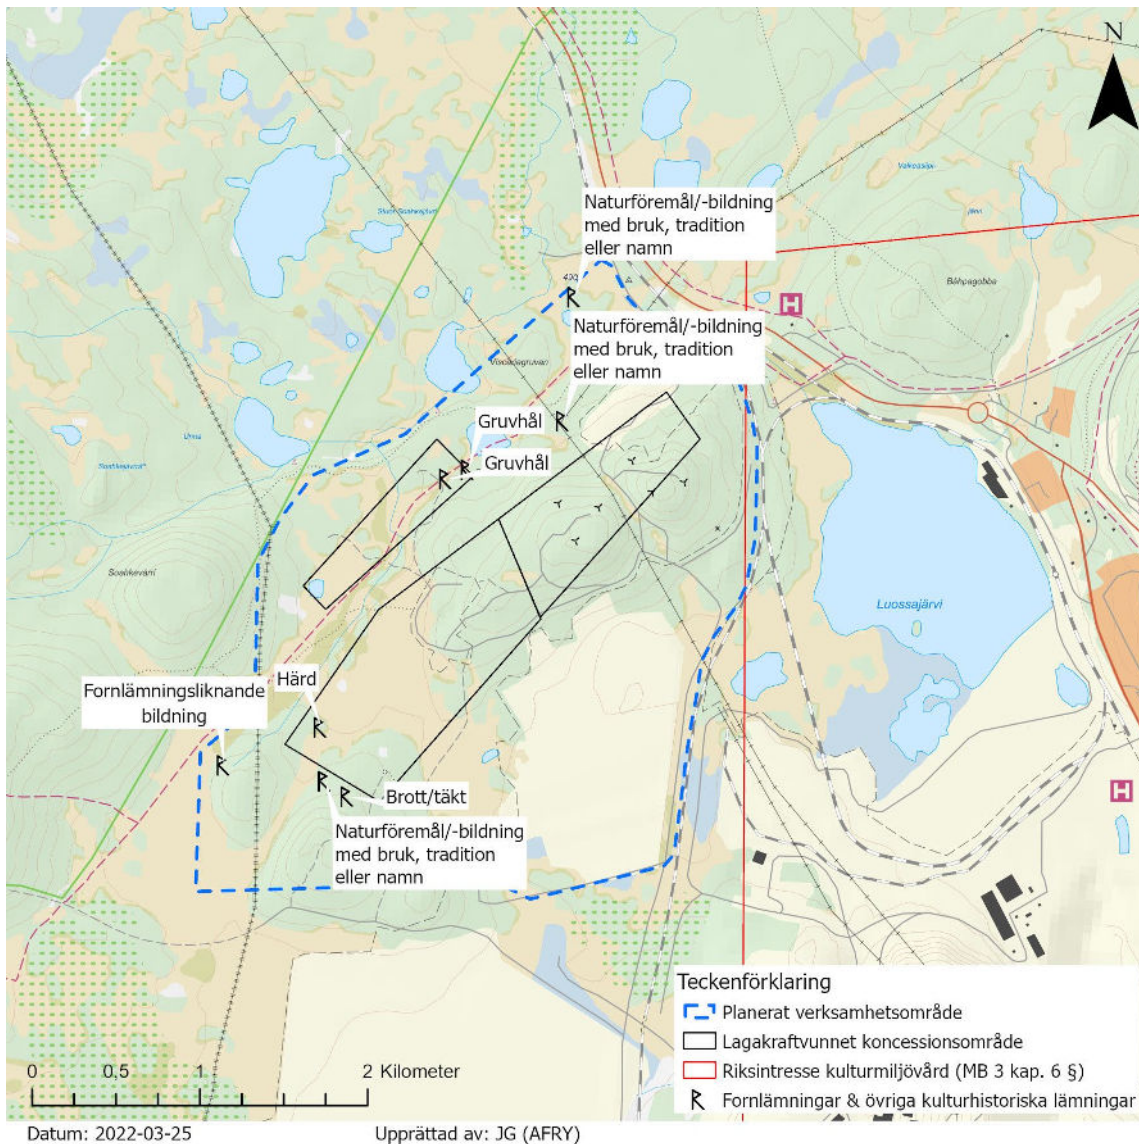 N
Naturföremål/-bildning
med bruk, tradition
eller namn
Båhpagobba
Naturföremål/-bildning
med bruk, tradition
eller namn
Gruvhål
Gruvhål
Soahkevárri
Luossajärvi
Härd
Fornlämningsliknande
bildning
Brott/täkt
Naturföremål/-bildning
med bruk, tradition
eller namn
H
H
Teckenförklaring
Planerat verksamhetsområde
Lagakraftvunnet koncessionsområde
Riksintresse kulturmiljövård (MB 3 kap. 6 §)
Fornlämningar & övriga kulturhistoriska lämningar
0 0,5 1 2 Kilometer
Datum: 2022-03-25 Upprättad av: JG (AFRY)